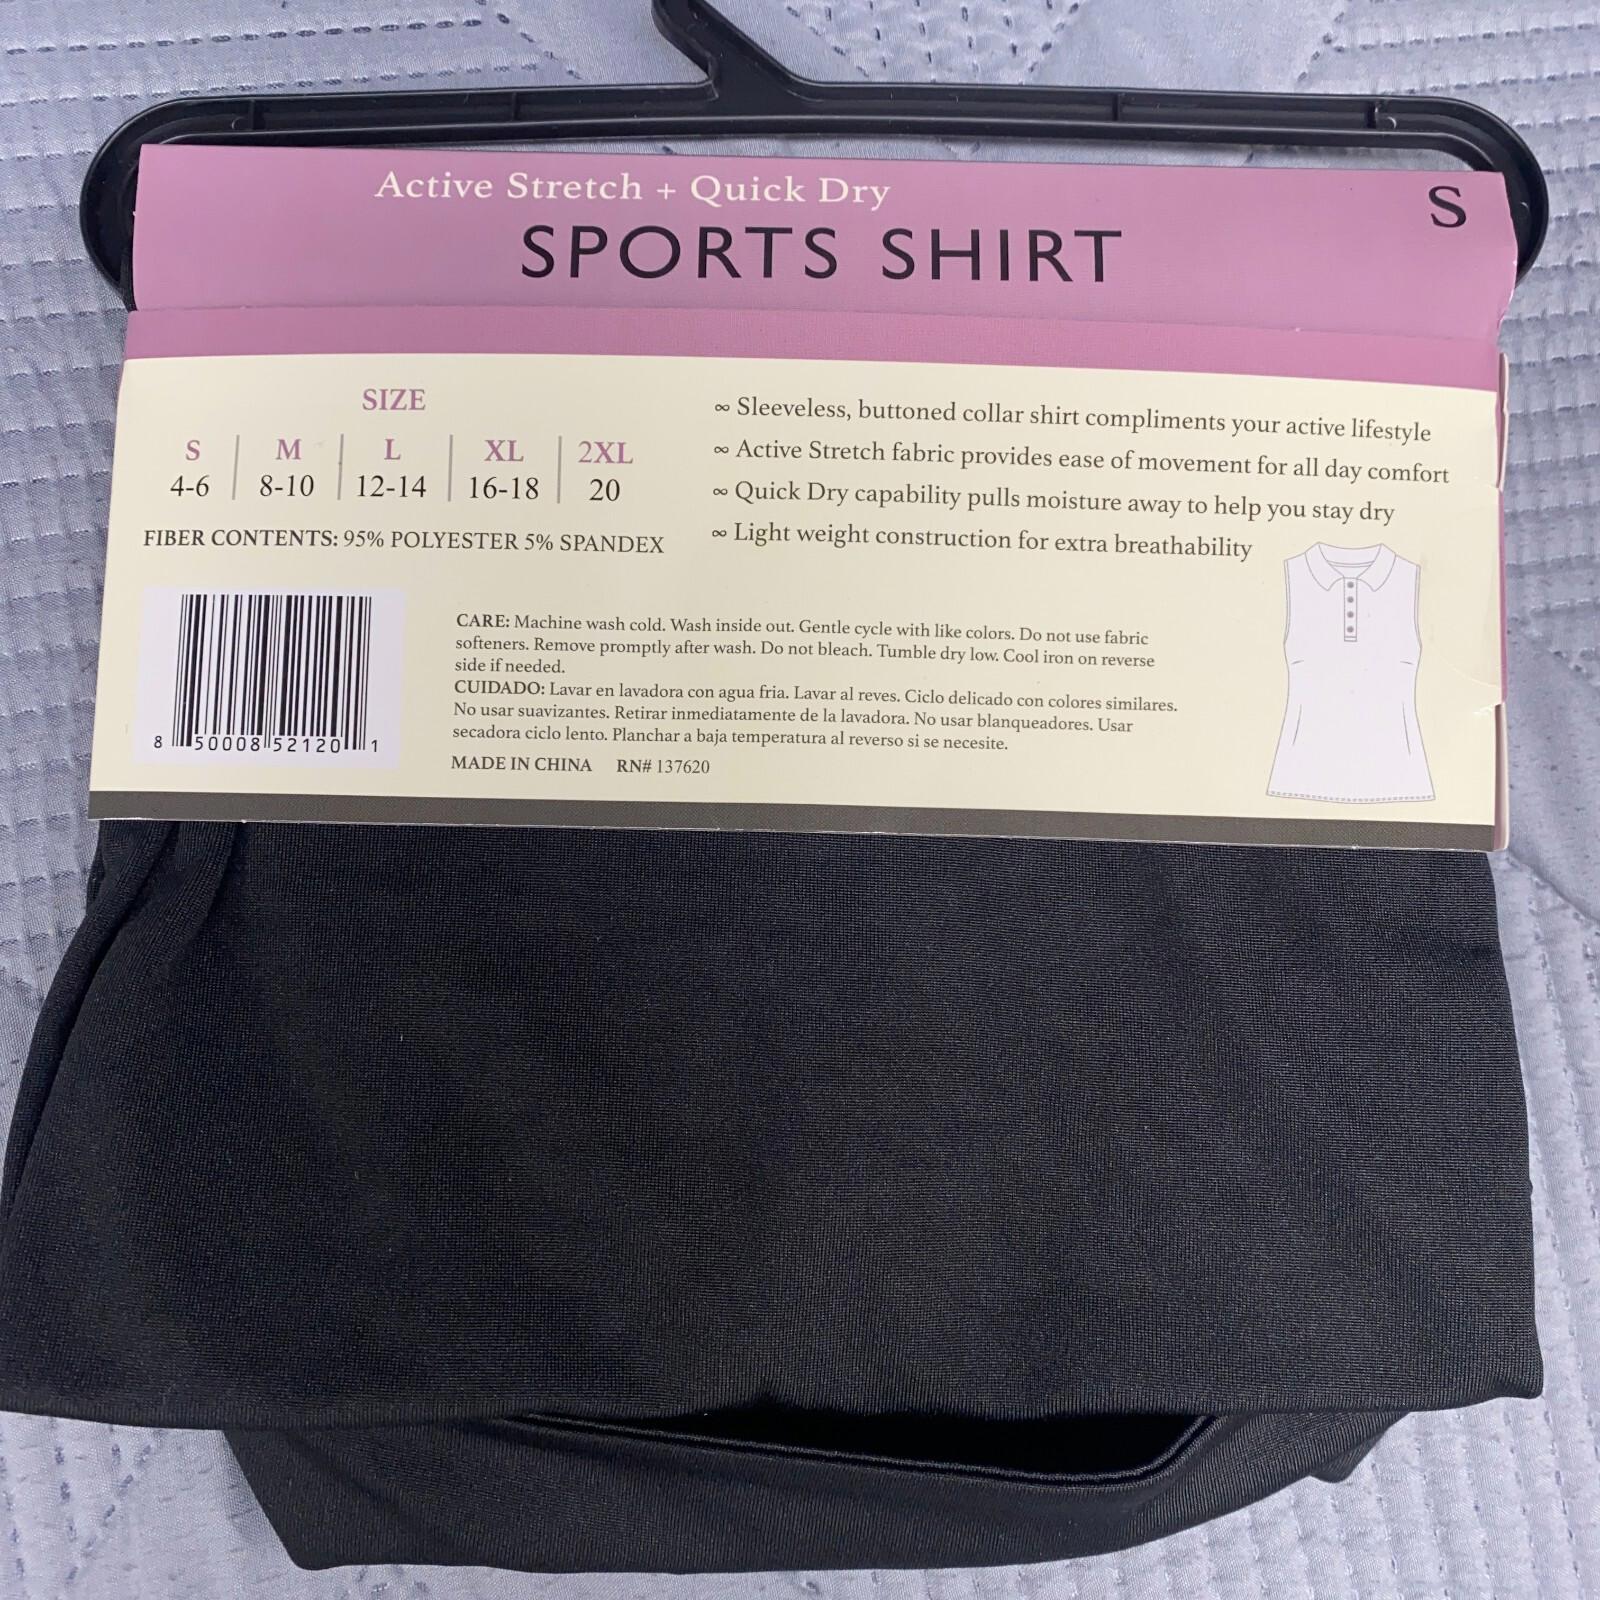 Active Stretch + Quick Dry
SPORTS SHIRT
S
SIZE
S | M | L | XL | 2XL
4-6 | 8-10 | 12-14 | 16-18 | 20
FIBER CONTENTS: 95% POLYESTER 5% SPANDEX
∞ Sleeveless, buttoned collar shirt compliments your active lifestyle
∞ Active Stretch fabric provides ease of movement for all day comfort
∞ Quick Dry capability pulls moisture away to help you stay dry
∞ Light weight construction for extra breathability
8 50008 52120 1
CARE: Machine wash cold. Wash inside out. Gentle cycle with like colors. Do not use fabric
softeners. Remove promptly after wash. Do not bleach. Tumble dry low. Cool iron on reverse
side if needed.
CUIDADO: Lavar en lavadora con agua fria. Lavar al reves. Ciclo delicado con colores similares.
No usar suavizantes. Retirar inmediatamente de la lavadora. No usar blanqueadores. Usar
secadora ciclo lento. Planchar a baja temperatura al reverso si se necesite.
MADE IN CHINA RN# 137620